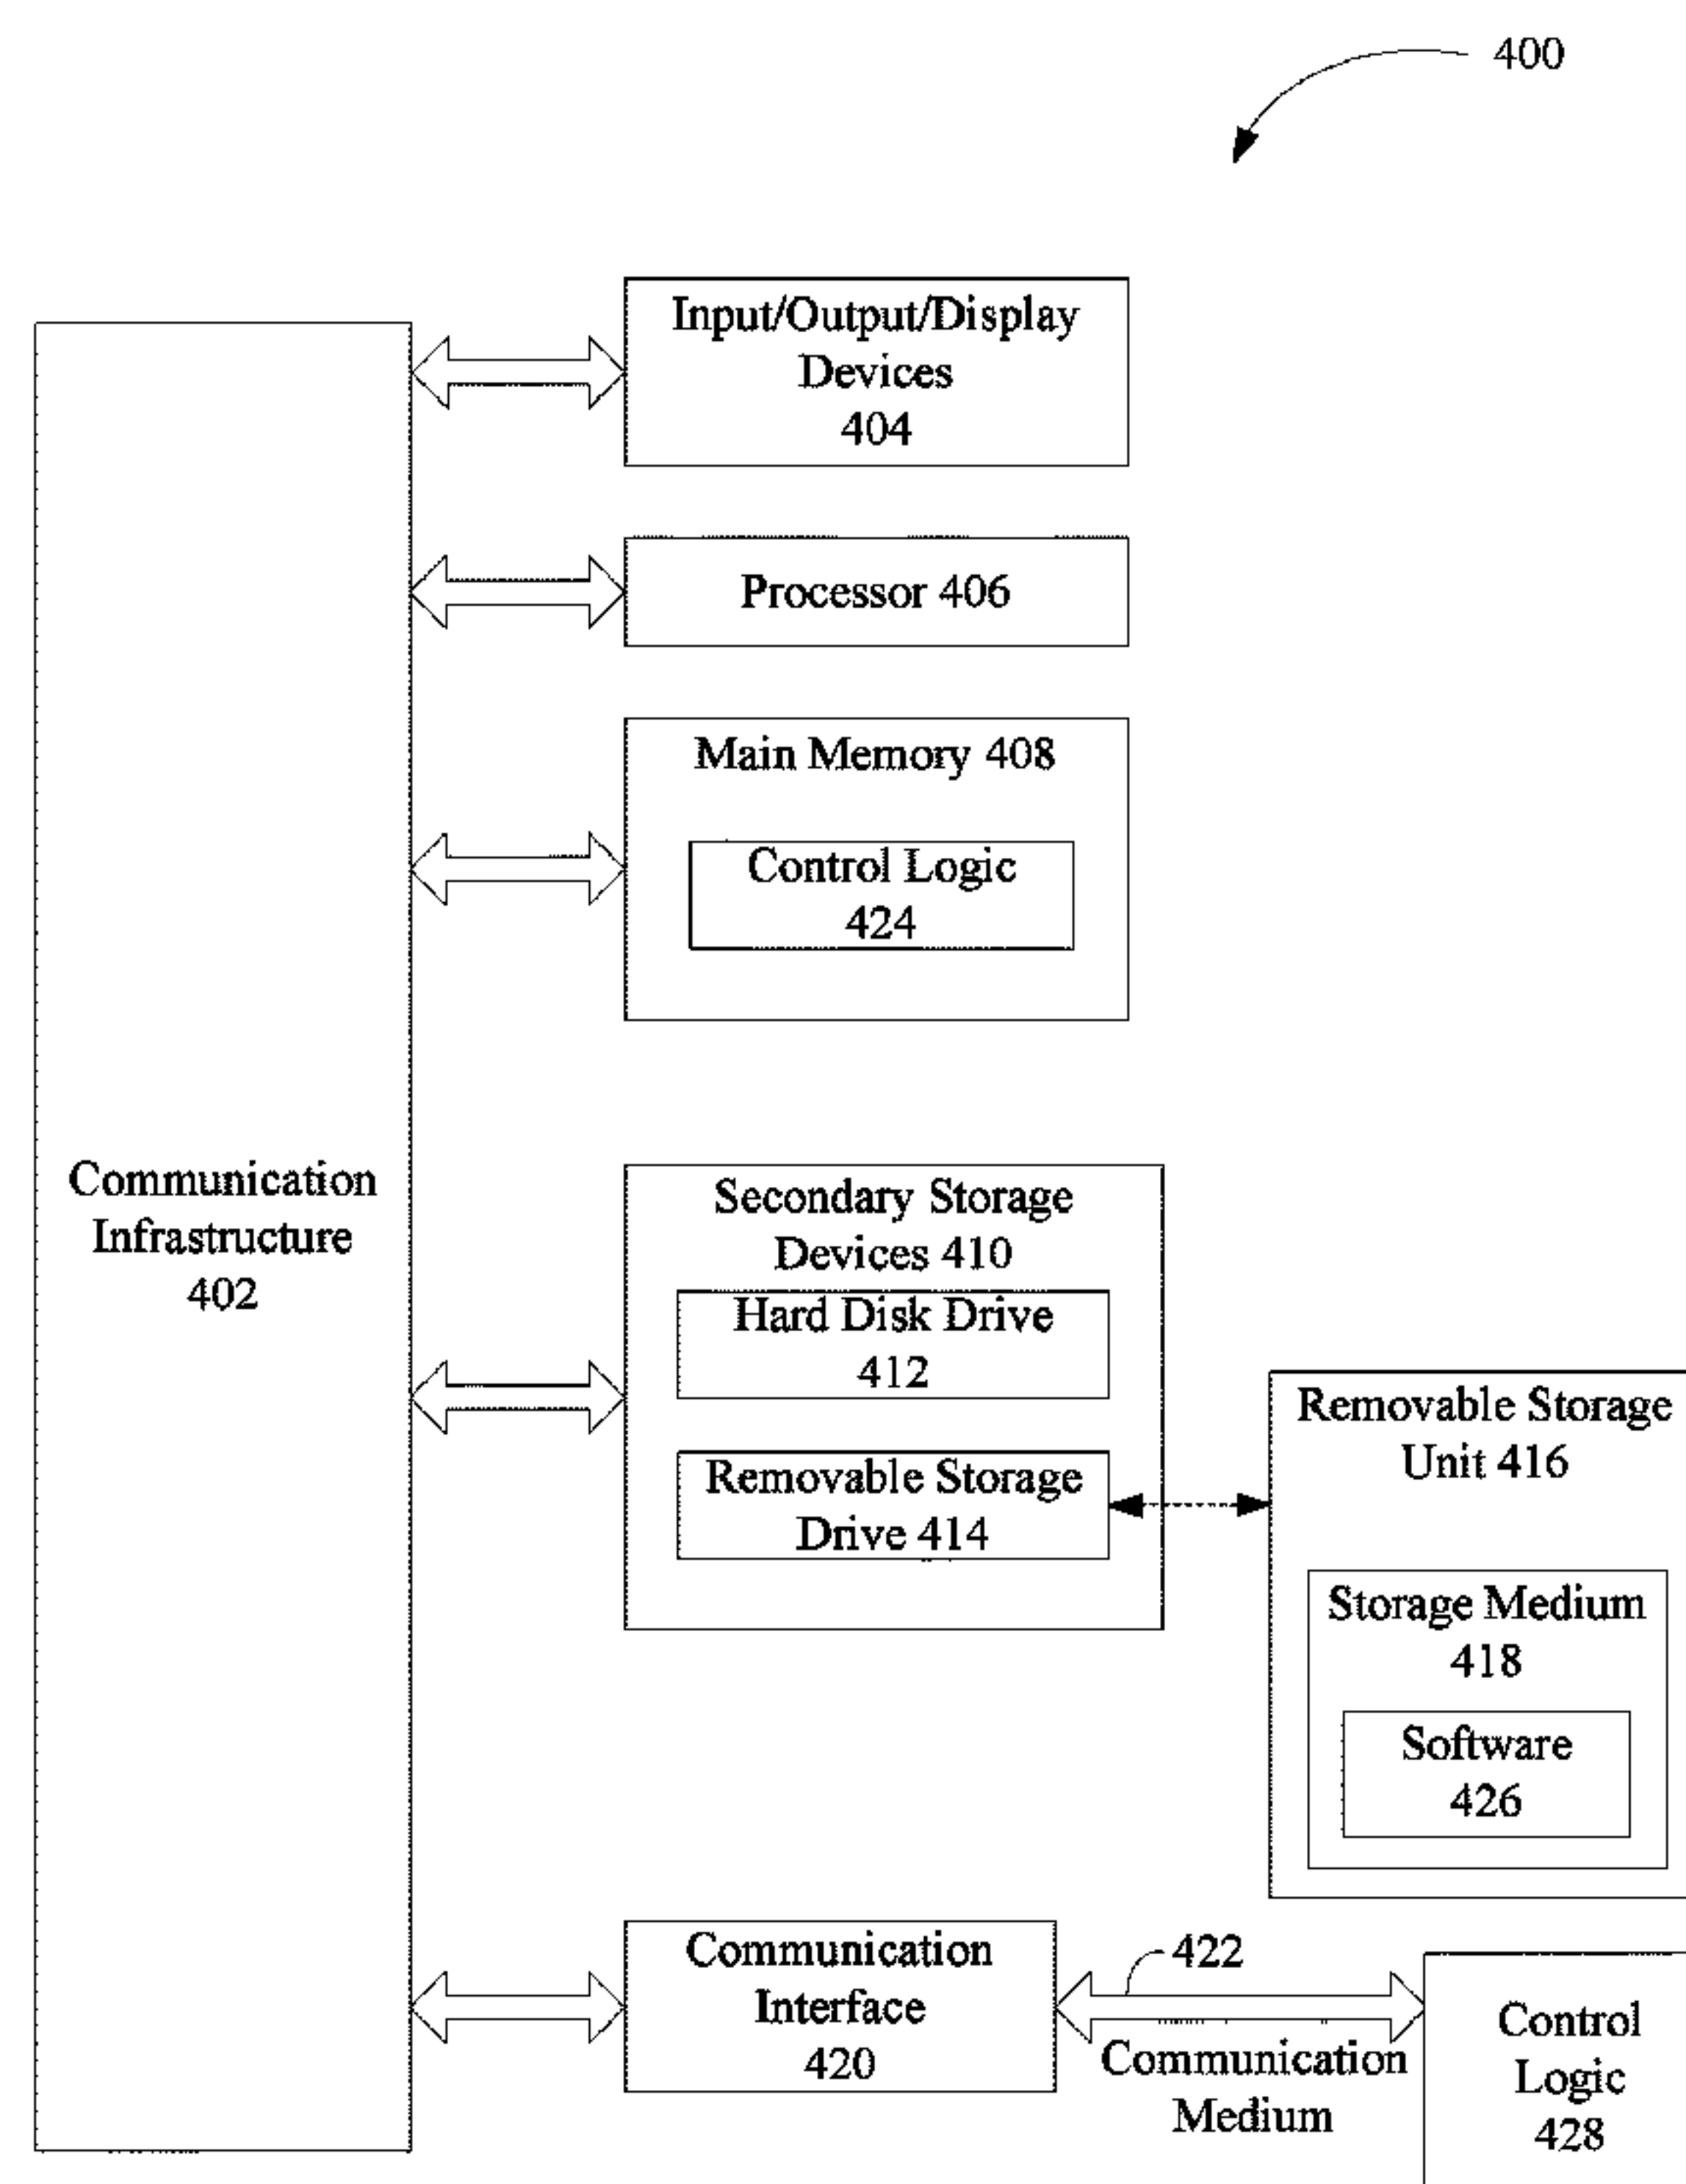 400
Input/Output/Display
Devices
404
Processor 406
Main Memory 408
Control Logic
424
Communication
Infrastructure
402
Secondary Storage
Devices 410
Hard Disk Drive
412
Removable Storage
Drive 414
Removable Storage
Unit 416
Storage Medium
418
Software
426
Communication
Interface
420
422
Communication
Medium
Control
Logic
428